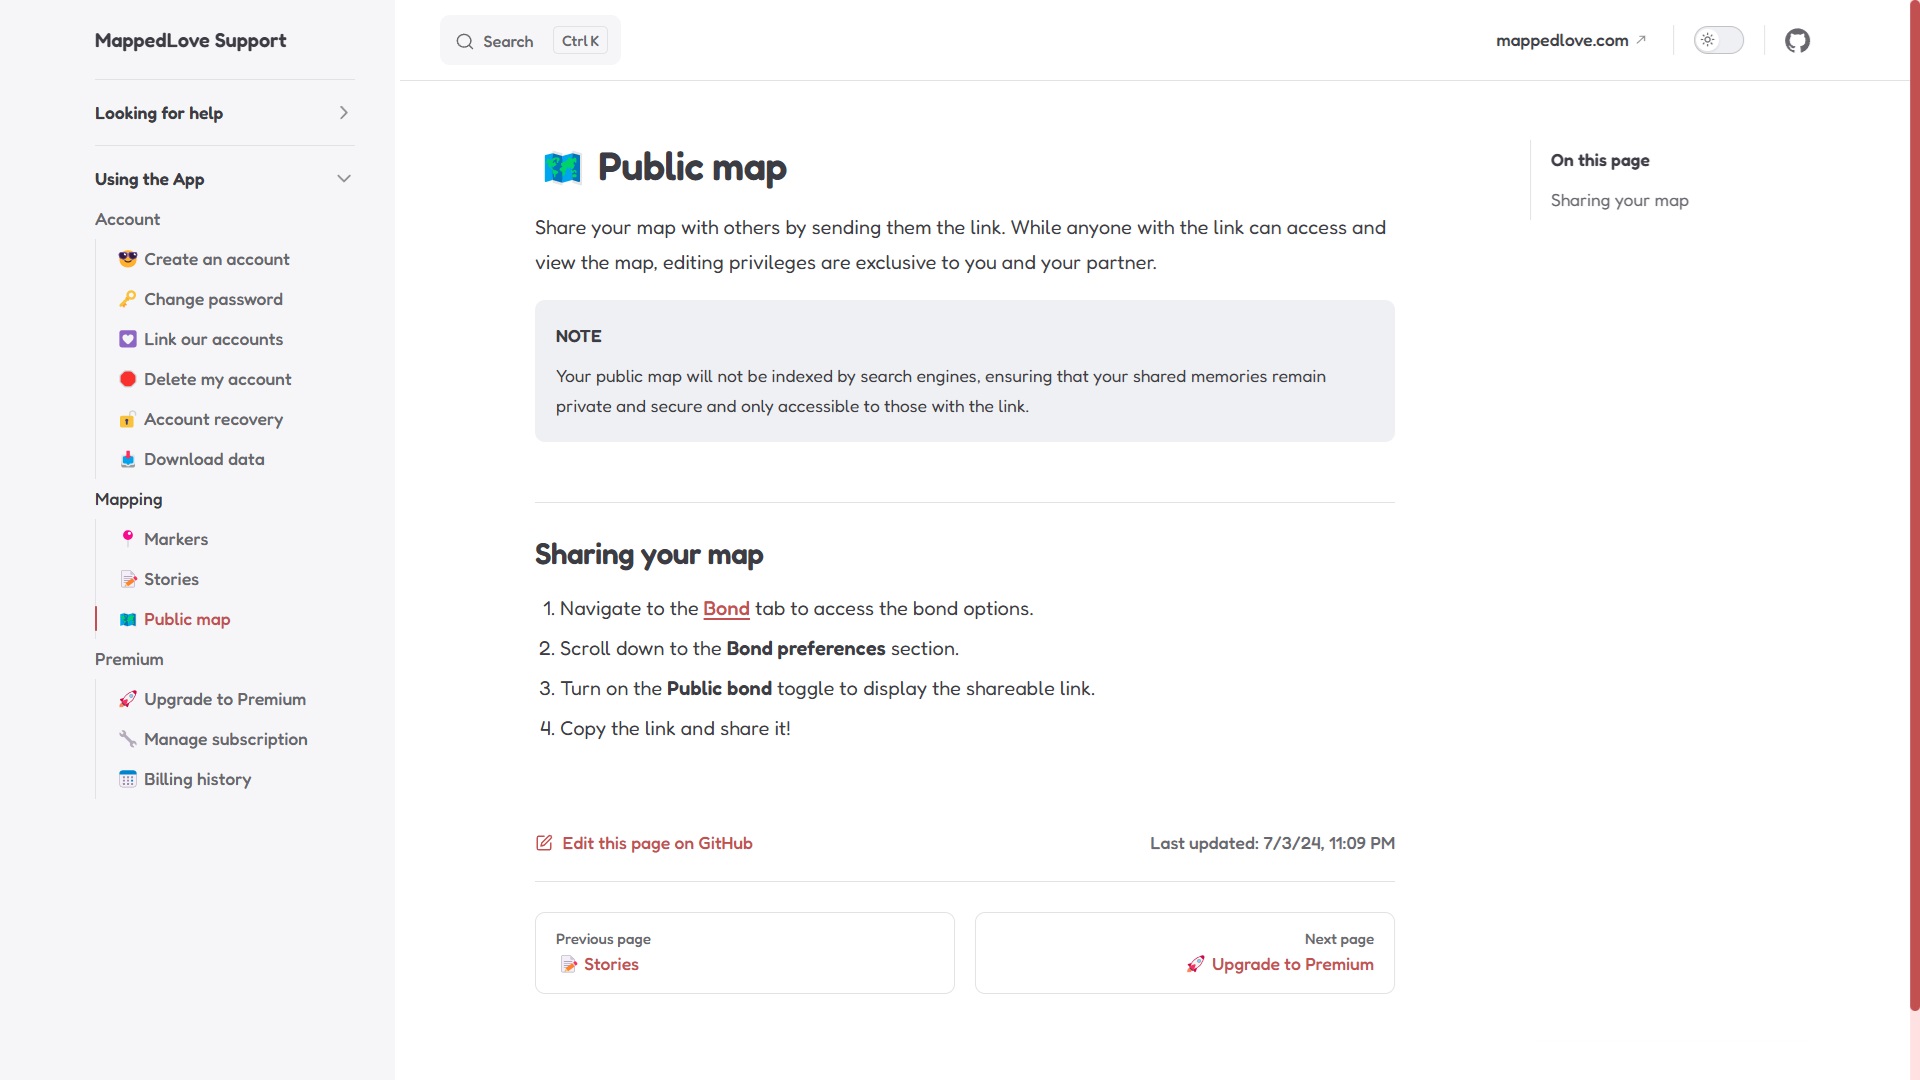 MappedLove Support
Looking for help
Using the App
Account
Create an account
Change password
Link our accounts
Delete my account
Account recovery
Download data
Mapping
Markers
Stories
Public map
Premium
Upgrade to Premium
Manage subscription
Billing history
Search Ctrl K
mappedlove.com
Public map
Share your map with others by sending them the link. While anyone with the link can access and
view the map, editing privileges are exclusive to you and your partner.
NOTE
Your public map will not be indexed by search engines, ensuring that your shared memories remain
private and secure and only accessible to those with the link.
Sharing your map
1. Navigate to the Bond tab to access the bond options.
2. Scroll down to the Bond preferences section.
3. Turn on the Public bond toggle to display the shareable link.
4. Copy the link and share it!
Edit this page on GitHub
Last updated: 7/3/24, 11:09 PM
Previous page
Stories
Next page
Upgrade to Premium
On this page
Sharing your map